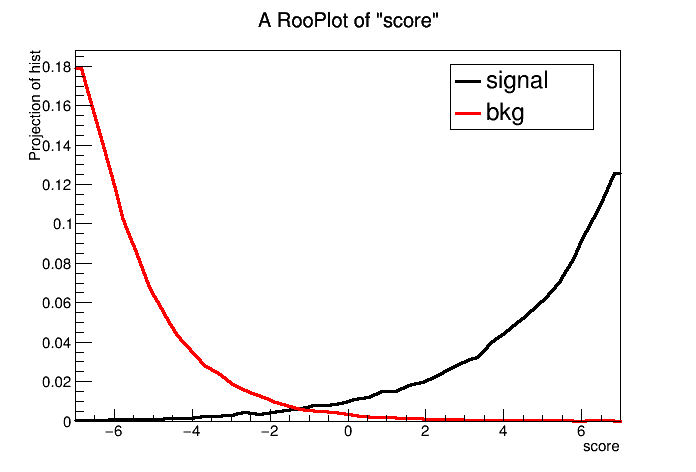 A RooPlot of "score"
Projection of hist
0.18
0.16
0.14
0.12
0.1
0.08
0.06
0.04
0.02
0
signal
bkg
−6 −4 −2 0 2 4 6
score